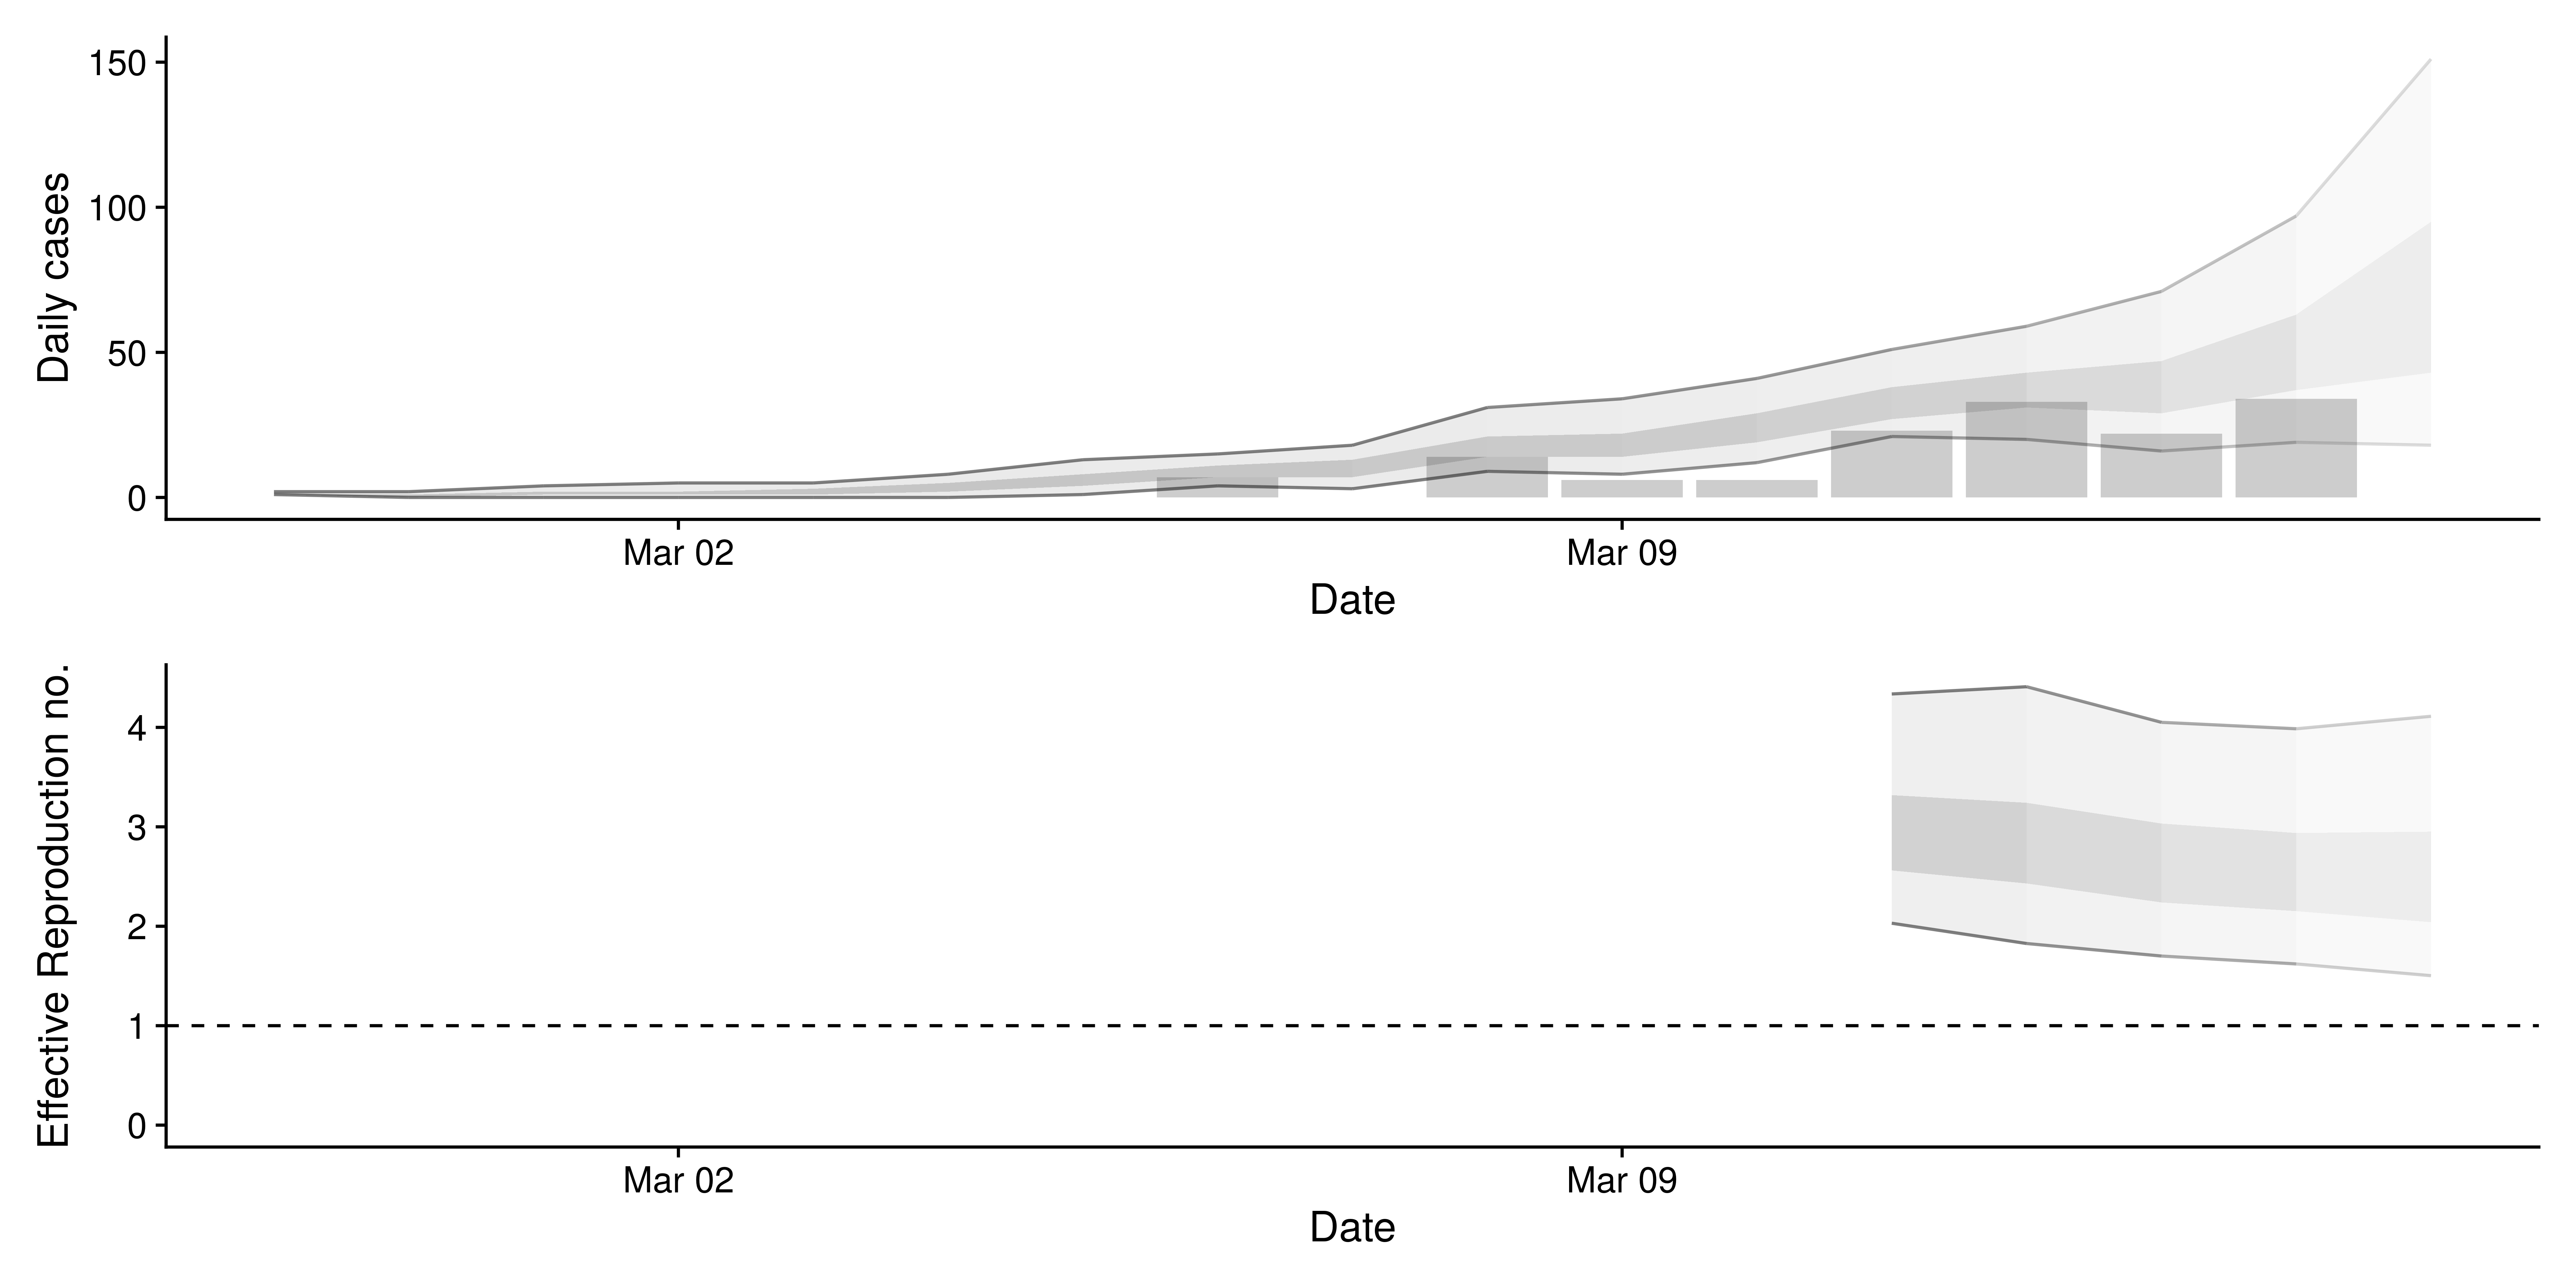 150
100
50
0
Daily cases
Mar 02
Mar 09
Date
4
3
2
1
0
Effective Reproduction no.
Mar 02
Mar 09
Date